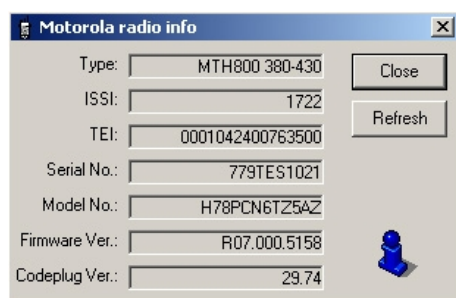 Motorola radio info
Type: MTH800 380-430
Close
ISSI: 1722
Refresh
TEI: 0001042400763500
Serial No.: 779TES1021
Model No.: H78PCN6TZ5AZ
Firmware Ver.: R07.000.5158
Codeplug Ver.: 29.74